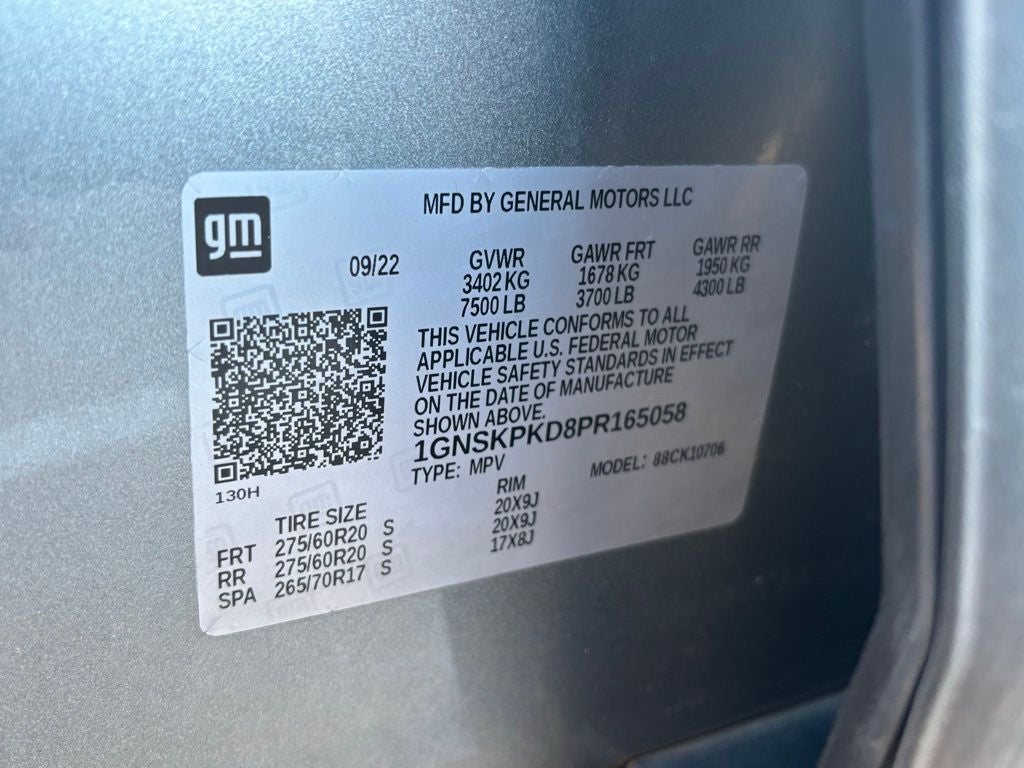 gm
MFD BY GENERAL MOTORS LLC
09/22
GVWR
3402 KG
7500 LB
GAWR FRT
1678 KG
3700 LB
GAWR RR
1950 KG
4300 LB
THIS VEHICLE CONFORMS TO ALL
APPLICABLE U.S. FEDERAL MOTOR
VEHICLE SAFETY STANDARDS IN EFFECT
ON THE DATE OF MANUFACTURE
SHOWN ABOVE.
1GNSKPKD8PR165058
TYPE: MPV MODEL: 88CK10706
130H
TIRE SIZE RIM
FRT 275/60R20 S 20X9J
RR 275/60R20 S 20X9J
SPA 265/70R17 S 17X8J